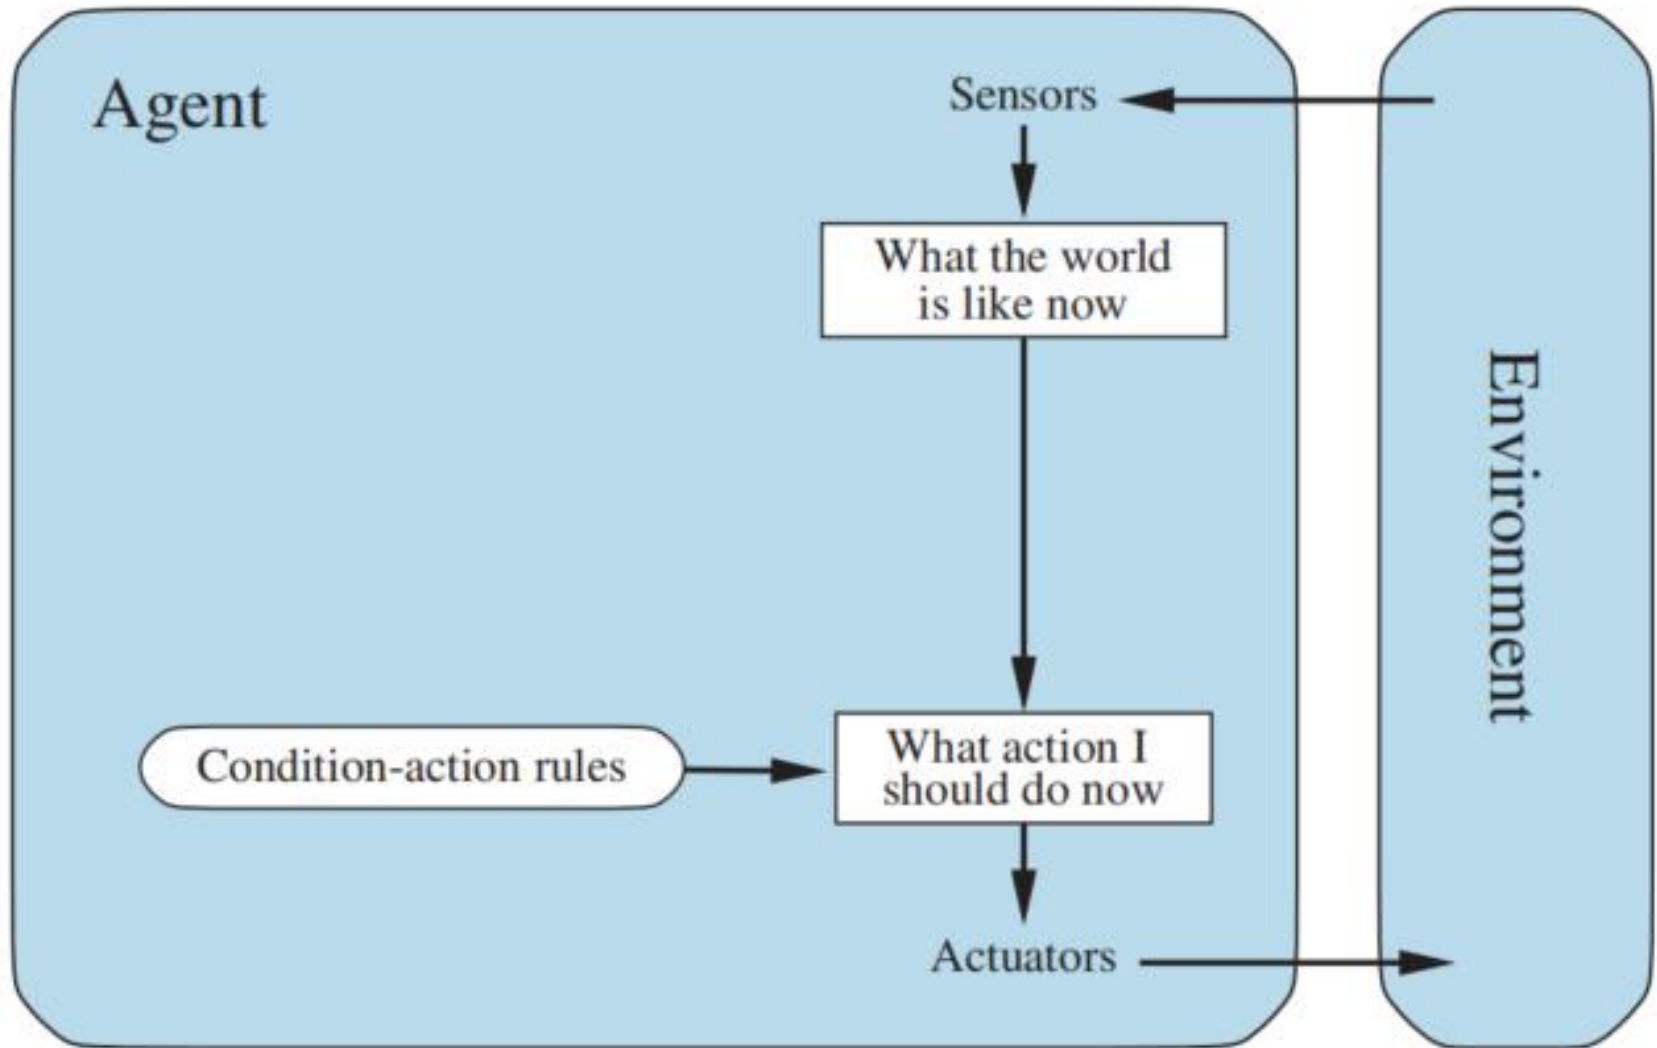 Agent
Sensors
What the world
is like now
Environment
Condition-action rules
What action I
should do now
Actuators